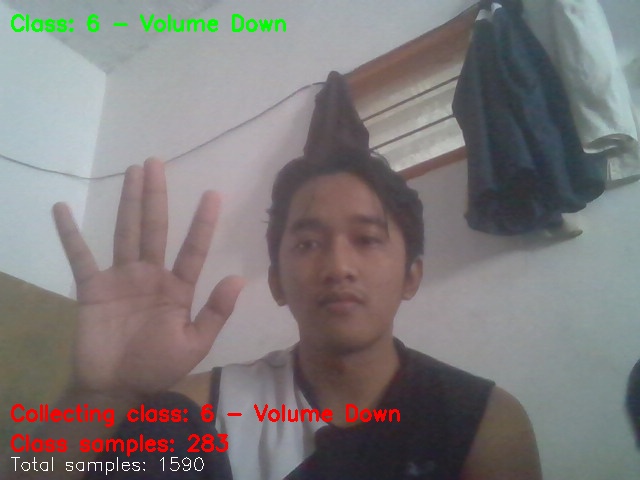 Class: 6 - Volume Down
Collecting class: 6 - Volume Down
Class samples: 283
Total samples: 1590